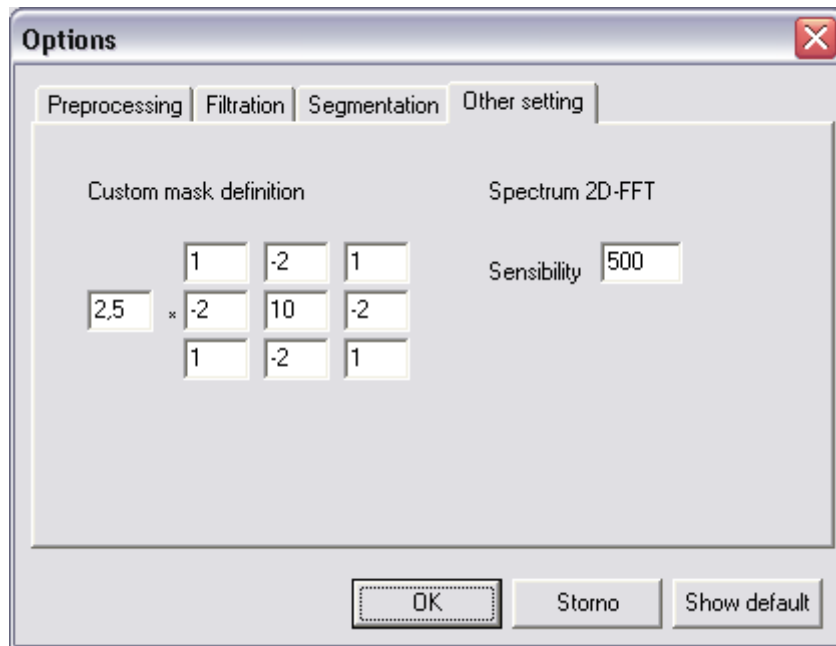 Options
Preprocessing Filtration Segmentation Other setting
Custom mask definition Spectrum 2D-FFT
1 -2 1
Sensibility 500
2,5 * -2 10 -2
1 -2 1
OK Storno Show default